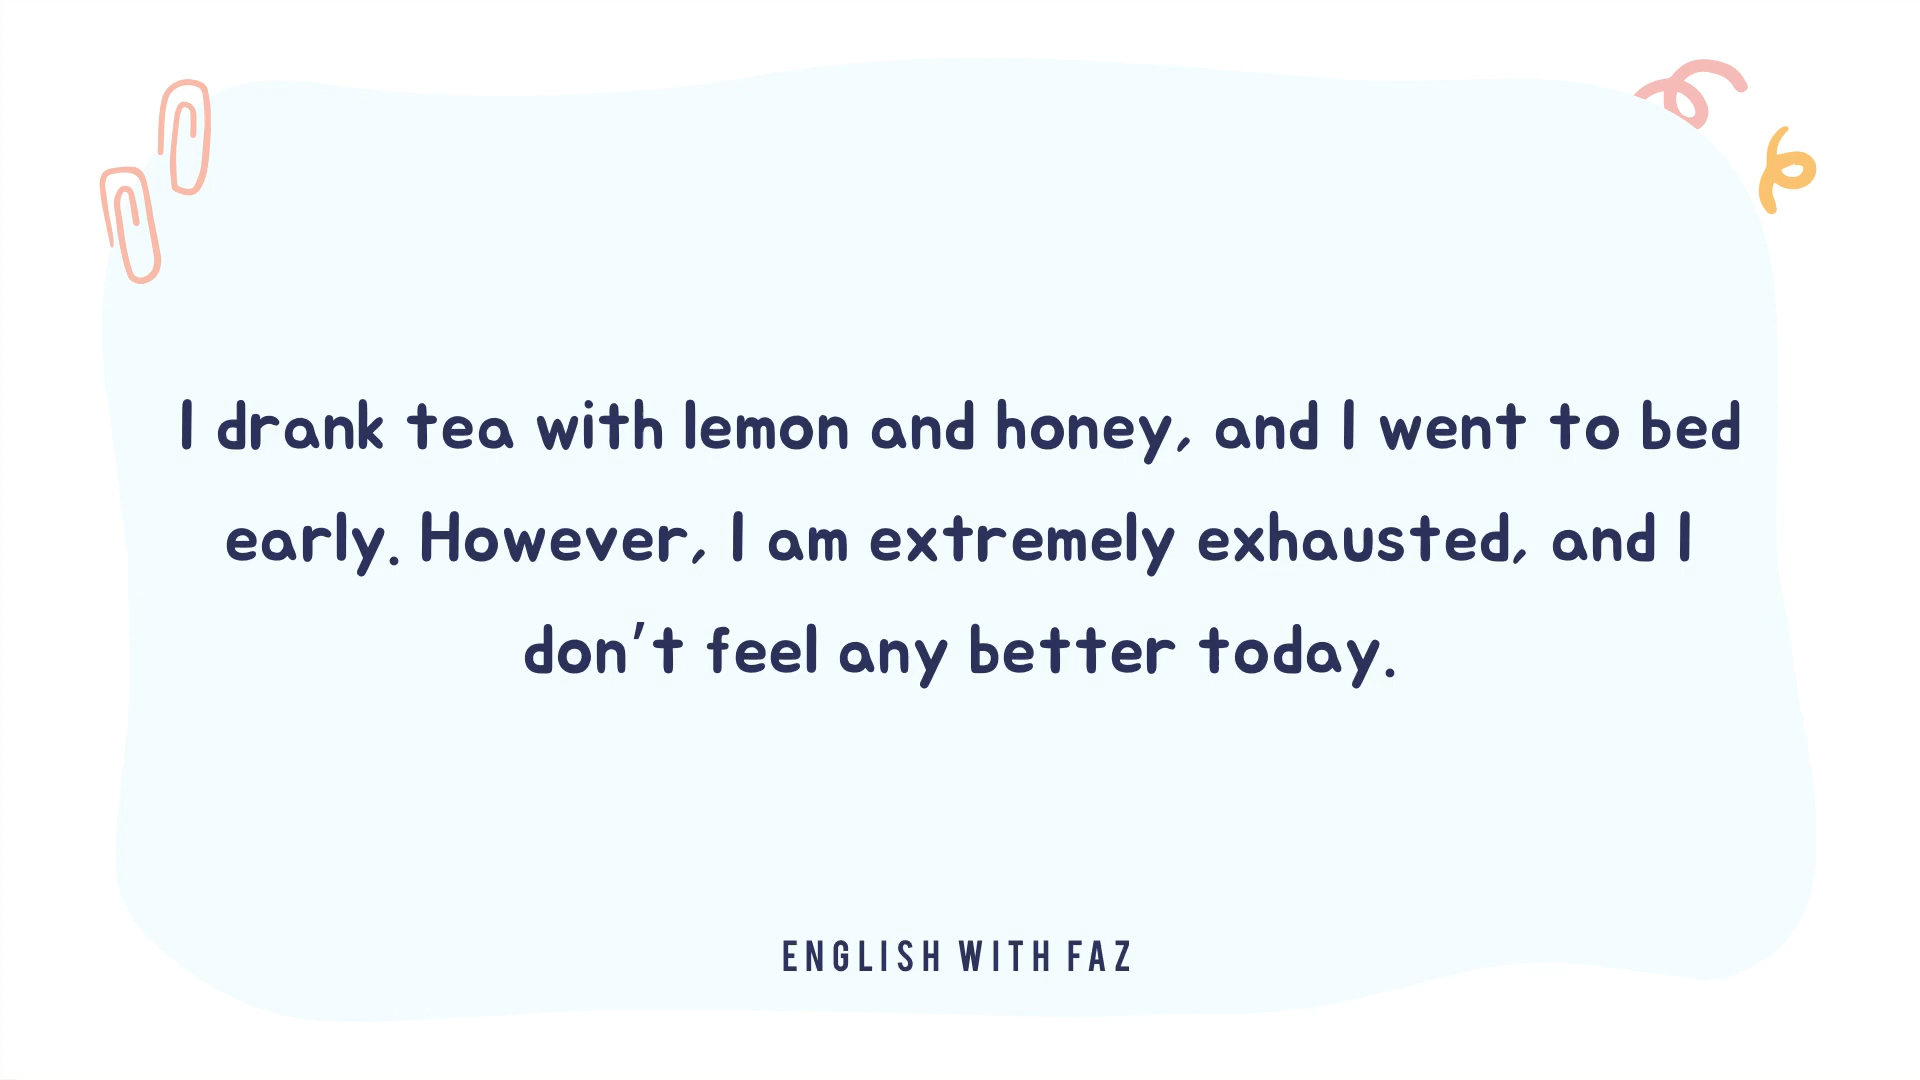 I drank tea with lemon and honey, and I went to bed
early. However, I am extremely exhausted, and I
don't feel any better today.
ENGLISH WITH FAZ